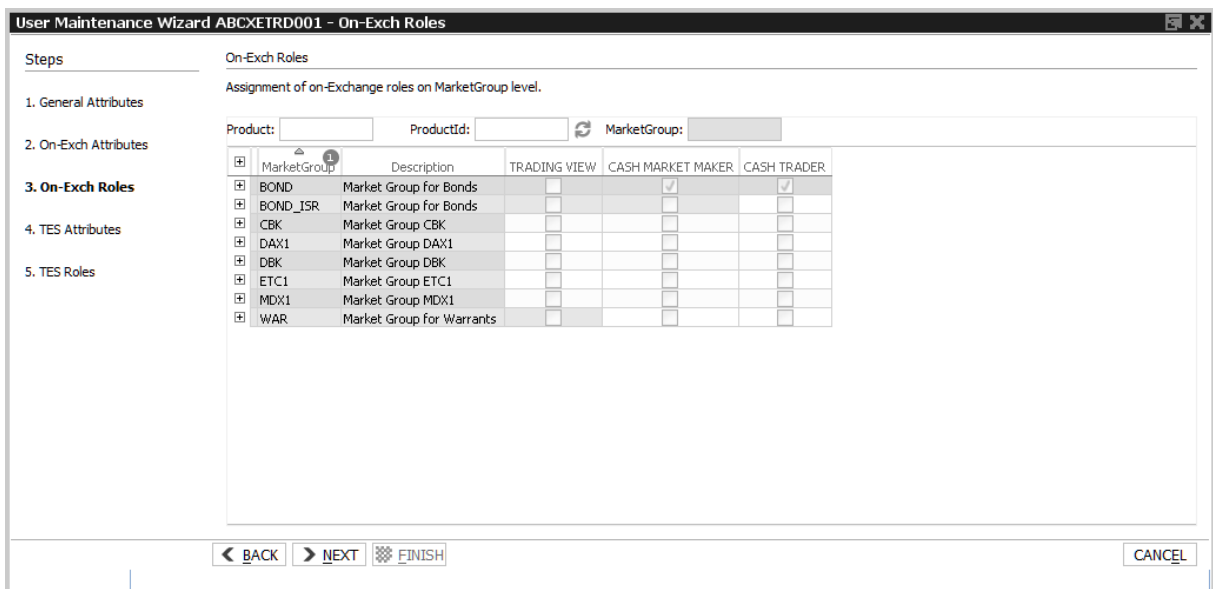 User Maintenance Wizard ABCXETRD001 - On-Exch Roles
Steps
1. General Attributes
2. On-Exch Attributes
3. On-Exch Roles
4. TES Attributes
5. TES Roles
On-Exch Roles
Assignment of on-Exchange roles on MarketGroup level.
Product: ProductId: MarketGroup:
MarketGroup 1 Description TRADING VIEW CASH MARKET MAKER CASH TRADER
BOND Market Group for Bonds
BOND_ISR Market Group for Bonds
CBK Market Group CBK
DAX1 Market Group DAX1
DBK Market Group DBK
ETC1 Market Group ETC1
MDX1 Market Group MDX1
WAR Market Group for Warrants
BACK NEXT FINISH CANCEL